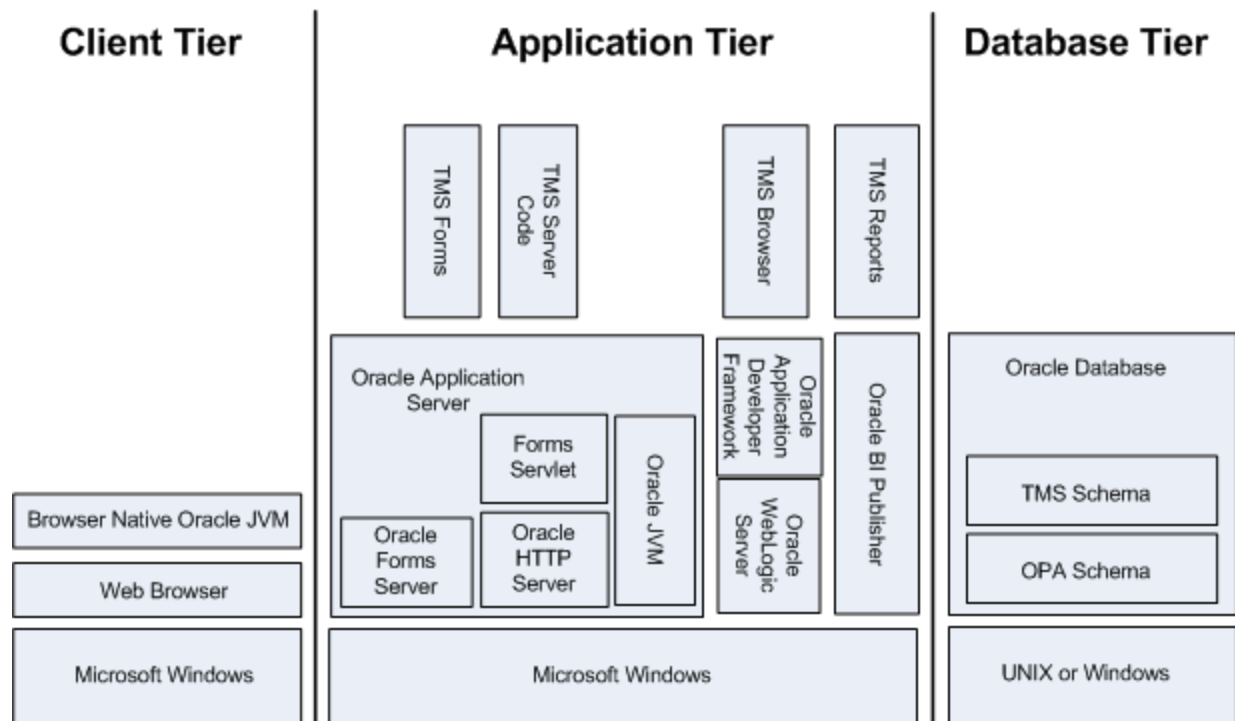 Client Tier
Application Tier
Database Tier
TMS Forms
TMS Server
Code
TMS Browser
TMS Reports
Oracle Application
Server
Forms
Servlet
Oracle JVM
Oracle
Forms
Server
Oracle
HTTP
Server
Oracle
Application
Developer
Framework
Oracle
WebLogic
Server
Oracle BI Publisher
Oracle Database
TMS Schema
OPA Schema
Browser Native Oracle JVM
Web Browser
Microsoft Windows
Microsoft Windows
UNIX or Windows